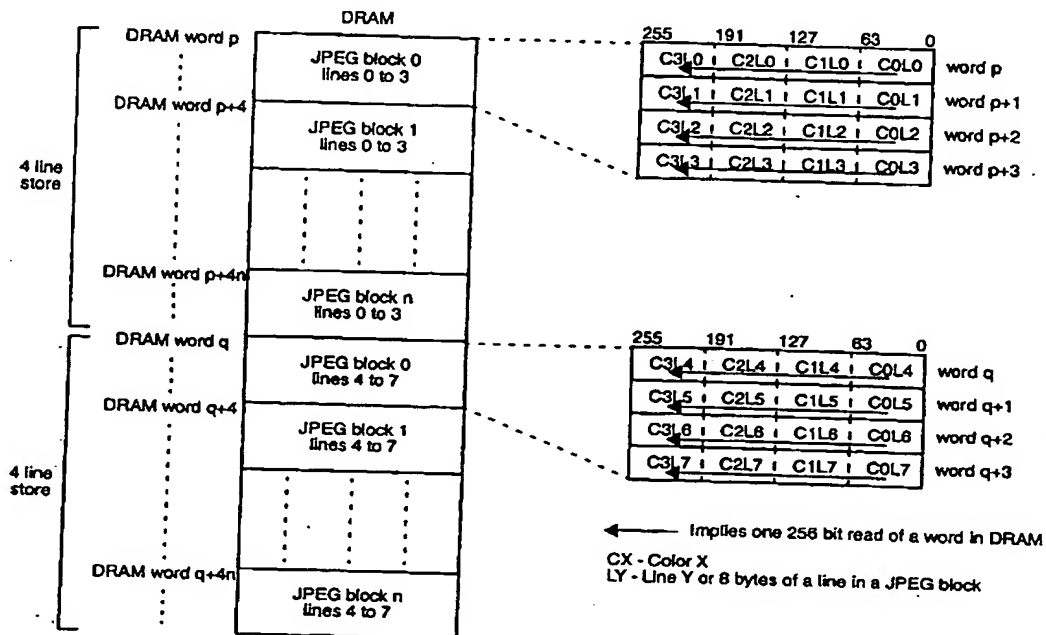 DRAM
DRAM word p
JPEG block 0
lines 0 to 3
DRAM word p+4
JPEG block 1
lines 0 to 3
4 line
store
DRAM word p+4n
JPEG block n
lines 0 to 3
DRAM word q
JPEG block 0
lines 4 to 7
DRAM word q+4
JPEG block 1
lines 4 to 7
4 line
store
DRAM word q+4n
JPEG block n
lines 4 to 7
255 191 127 63 0
C3L0 C2L0 C1L0 C0L0 word p
C3L1 C2L1 C1L1 C0L1 word p+1
C3L2 C2L2 C1L2 C0L2 word p+2
C3L3 C2L3 C1L3 C0L3 word p+3
255 191 127 63 0
C3L4 C2L4 C1L4 C0L4 word q
C3L5 C2L5 C1L5 C0L5 word q+1
C3L6 C2L6 C1L6 C0L6 word q+2
C3L7 C2L7 C1L7 C0L7 word q+3
Implies one 256 bit read of a word in DRAM
CX - Color X
LY - Line Y or 8 bytes of a line in a JPEG block